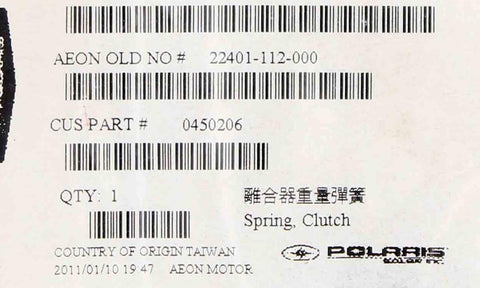 AEON OLD NO # 22401-112-000
CUS PART # 0450206
QTY: 1 離合器重量彈簧
Spring, Clutch
COUNTRY OF ORIGIN TAIWAN
2011/01/10 19:47 AEON MOTOR
POLARIS